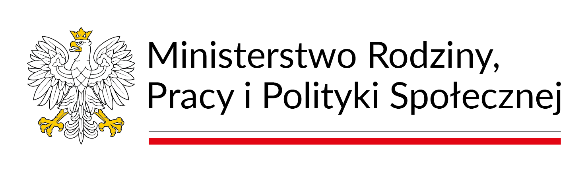 Ministerstwo Rodziny,
Pracy i Polityki Społecznej